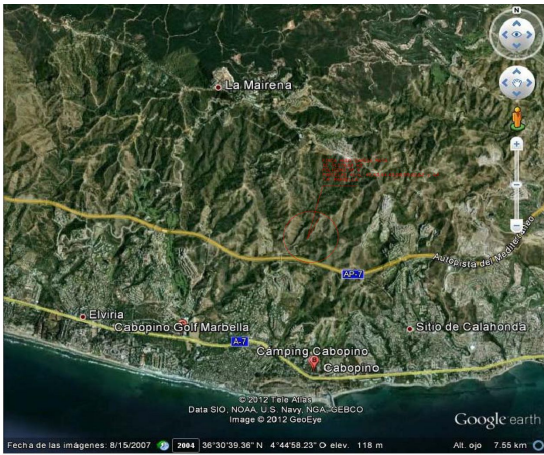 N
La Mairena
Autopista del Mediterráneo
AP-7
Elviria
Cabopino Golf Marbella
A-7
Sitio de Calahonda
Cámping Cabopino
Cabopino
© 2012 Tele Atlas
Data SIO, NOAA, U.S. Navy, NGA, GEBCO
Image © 2012 GeoEye
Google earth
Fecha de las imágenes: 8/15/2007 2004 36°30'39.36" N 4°44'58.23" O elev. 118 m Alt. ojo 7.55 km